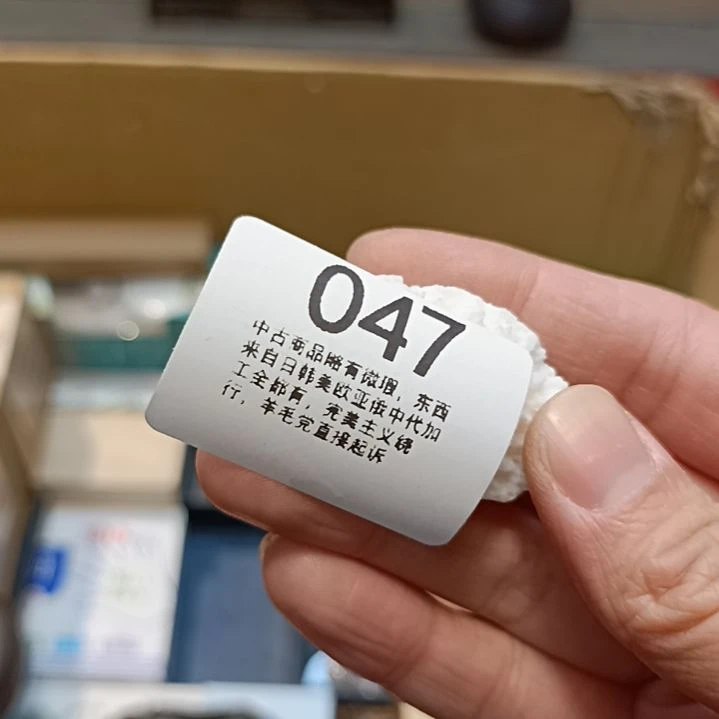 047
中古商品略有微瑕，东西
来自日韩美欧亚俄中代加
工全都有，完美主义绕
行，羊毛党直接起诉